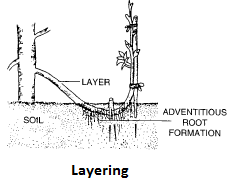 LAYER
SOIL
ADVENTITIOUS
ROOT
FORMATION
Layering